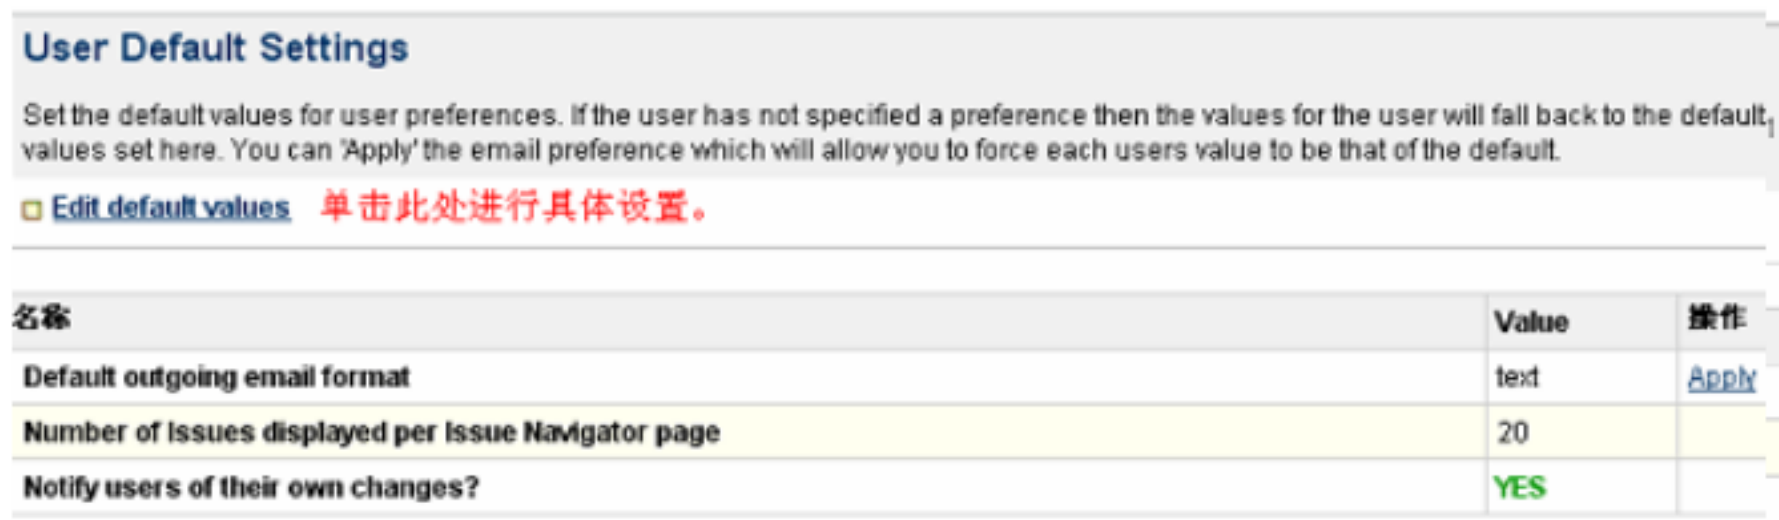 User Default Settings
Set the default values for user preferences. If the user has not specified a preference then the values for the user will fall back to the default
values set here. You can 'Apply' the email preference which will allow you to force each users value to be that of the default.
Edit default values 单击此处进行具体设置。
名称 Value 操作
Default outgoing email format text Apply
Number of Issues displayed per Issue Navigator page 20
Notify users of their own changes? YES